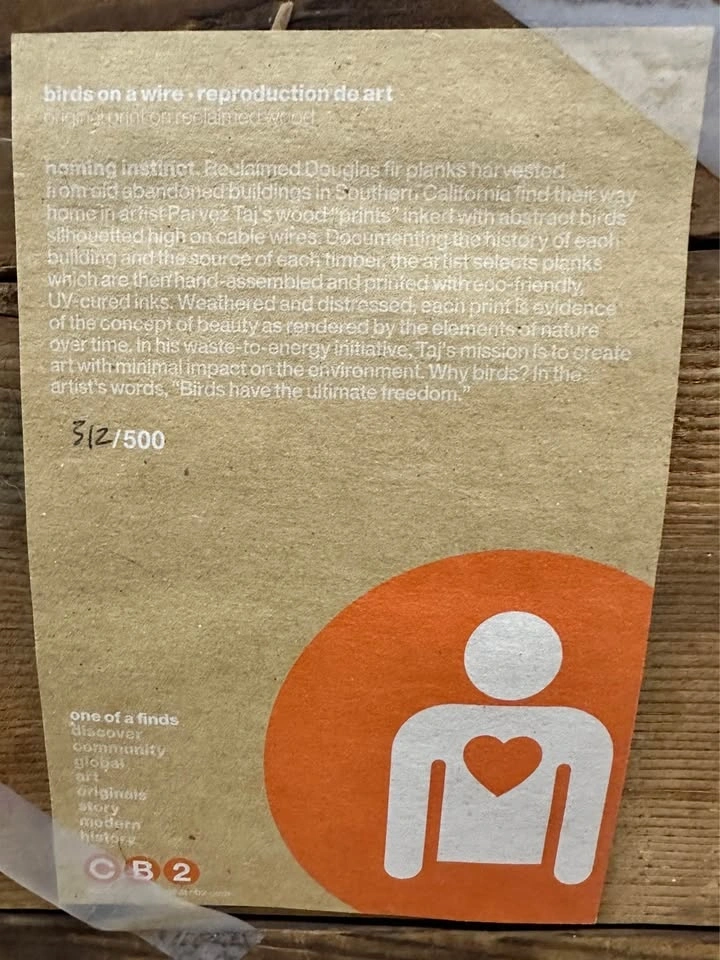 birds on a wire • reproduction de art
original print on reclaimed wood
homing instinct. Reclaimed Douglas fir planks harvested
from old abandoned buildings in Southern California find their way
home in artist Parvez Taj's wood "prints" inked with abstract birds
silhouetted high on cable wires. Documenting the history of each
building and the source of each timber, the artist selects planks
which are then hand-assembled and printed with eco-friendly,
UV-cured inks. Weathered and distressed, each print is evidence
of the concept of beauty as rendered by the elements of nature
over time. In his waste-to-energy initiative, Taj's mission is to create
art with minimal impact on the environment. Why birds? In the
artist's words, "Birds have the ultimate freedom."
312/500
one of a finds
discover
community
global
art
originals
story
modern
history
CB2